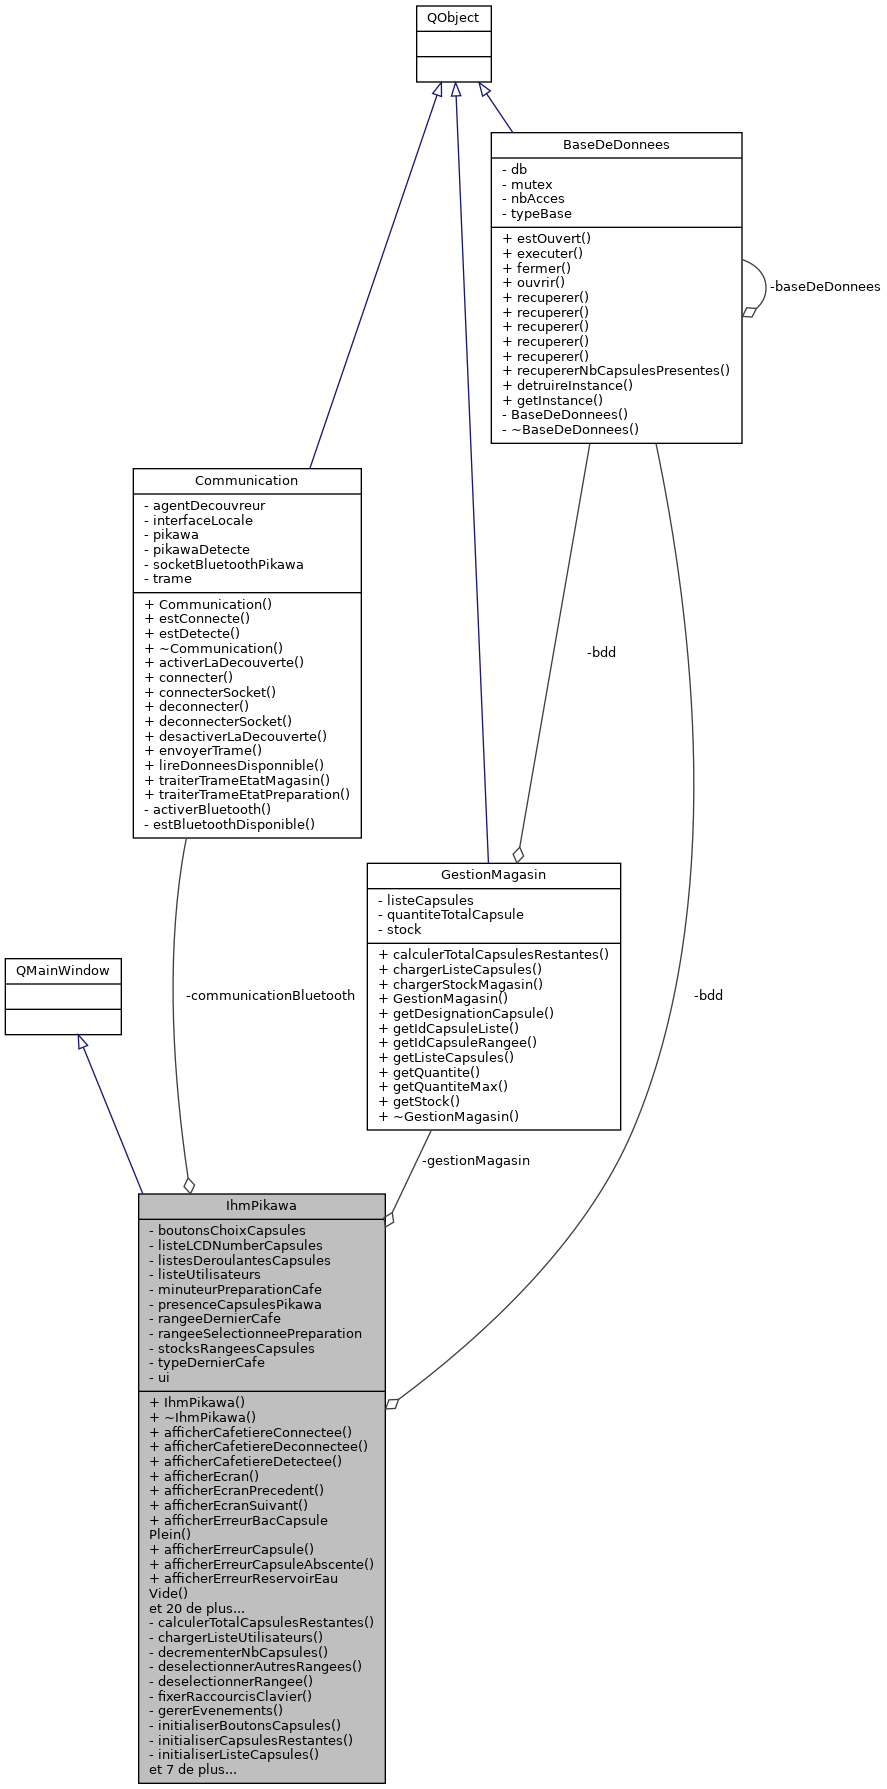 QObject
BaseDeDonnees
- db
- mutex
- nbAcces
- typeBase
+ estOuvert()
+ executer()
+ fermer()
+ ouvrir()
+ recuperer()
+ recuperer()
+ recuperer()
+ recuperer()
+ recuperer()
+ recupererNbCapsulesPresentes()
+ detruireInstance()
+ getInstance()
- BaseDeDonnees()
- ~BaseDeDonnees()
-baseDeDonnees
Communication
- agentDecouvreur
- interfaceLocale
- pikawa
- pikawaDetecte
- socketBluetoothPikawa
- trame
+ Communication()
+ estConnecte()
+ estDetecte()
+ ~Communication()
+ activerLaDecouverte()
+ connecter()
+ connecterSocket()
+ deconnecter()
+ deconnecterSocket()
+ desactiverLaDecouverte()
+ envoyerTrame()
+ lireDonneesDisponnible()
+ traiterTrameEtatMagasin()
+ traiterTrameEtatPreparation()
- activerBluetooth()
- estBluetoothDisponible()
-bdd
GestionMagasin
- listeCapsules
- quantiteTotalCapsule
- stock
+ calculerTotalCapsulesRestantes()
+ chargerListeCapsules()
+ chargerStockMagasin()
+ GestionMagasin()
+ getDesignationCapsule()
+ getIdCapsuleListe()
+ getIdCapsuleRangee()
+ getListeCapsules()
+ getQuantite()
+ getQuantiteMax()
+ getStock()
+ ~GestionMagasin()
QMainWindow
-communicationBluetooth
-bdd
-gestionMagasin
IhmPikawa
- boutonsChoixCapsules
- listeLCDNumberCapsules
- listesDeroulantesCapsules
- listeUtilisateurs
- minuteurPreparationCafe
- presenceCapsulesPikawa
- rangeeDernierCafe
- rangeeSelectionneePreparation
- stocksRangeesCapsules
- typeDernierCafe
- ui
+ IhmPikawa()
+ ~IhmPikawa()
+ afficherCafetiereConnectee()
+ afficherCafetiereDeconnectee()
+ afficherCafetiereDetectee()
+ afficherEcran()
+ afficherEcranPrecedent()
+ afficherEcranSuivant()
+ afficherErreurBacCapsule
Plein()
+ afficherErreurCapsule()
+ afficherErreurCapsuleAbscente()
+ afficherErreurReservoirEau
Vide()
et 20 de plus...
- calculerTotalCapsulesRestantes()
- chargerListeUtilisateurs()
- decrementerNbCapsules()
- deselectionnerAutresRangees()
- deselectionnerRangee()
- fixerRaccourcisClavier()
- gererEvenements()
- initialiserBoutonsCapsules()
- initialiserCapsulesRestantes()
- initialiserListeCapsules()
et 7 de plus...